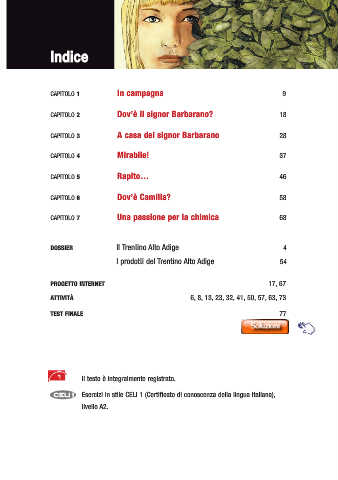 Indice
CAPITOLO 1 In campagna 9
CAPITOLO 2 Dov'è il signor Barbarano? 18
CAPITOLO 3 A casa del signor Barbarano 28
CAPITOLO 4 Mirabile! 37
CAPITOLO 5 Rapito... 46
CAPITOLO 6 Dov'è Camilla? 58
CAPITOLO 7 Una passione per la chimica 68
DOSSIER Il Trentino Alto Adige 4
I prodotti del Trentino Alto Adige 54
PROGETTO INTERNET 17, 67
ATTIVITÀ 6, 8, 13, 23, 32, 41, 50, 57, 63, 73
TEST FINALE 77
Soluzioni
Il testo è integralmente registrato.
CELI 1 Esercizi in stile CELI 1 (Certificato di conoscenza della lingua italiana),
livello A2.